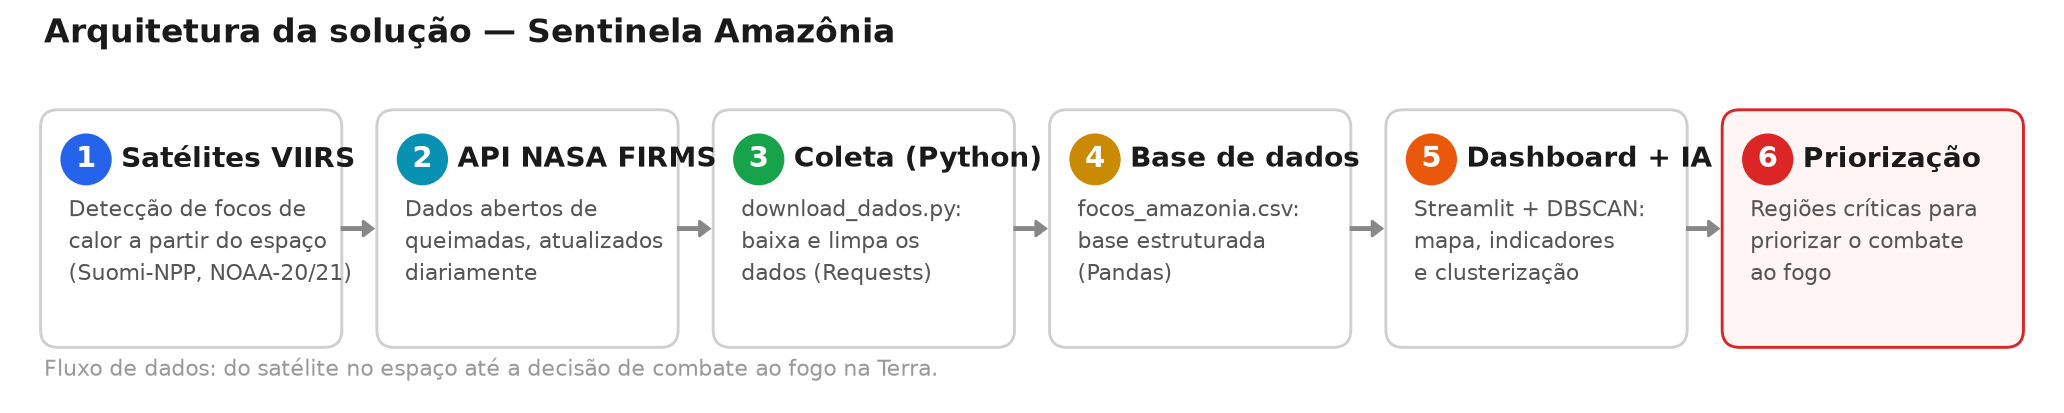 Arquitetura da solução — Sentinela Amazônia
1 Satélites VIIRS
Detecção de focos de
calor a partir do espaço
(Suomi-NPP, NOAA-20/21)
2 API NASA FIRMS
Dados abertos de
queimadas, atualizados
diariamente
3 Coleta (Python)
download_dados.py:
baixa e limpa os
dados (Requests)
4 Base de dados
focos_amazonia.csv:
base estruturada
(Pandas)
5 Dashboard + IA
Streamlit + DBSCAN:
mapa, indicadores
e clusterização
6 Priorização
Regiões críticas para
priorizar o combate
ao fogo
Fluxo de dados: do satélite no espaço até a decisão de combate ao fogo na Terra.